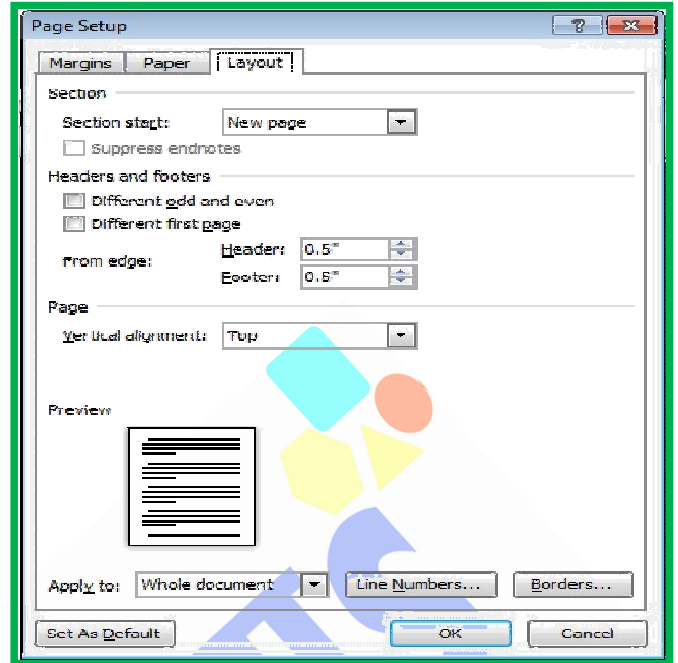 Page Setup
Margins Paper Layout
Section
Section start: New page
Suppress endnotes
Headers and footers
Different odd and even
Different first page
From edge:
Header: 0.5"
Footer: 0.5"
Page
Vertical alignment: Top
Preview
Apply to: Whole document Line Numbers... Borders...
Set As Default OK Cancel